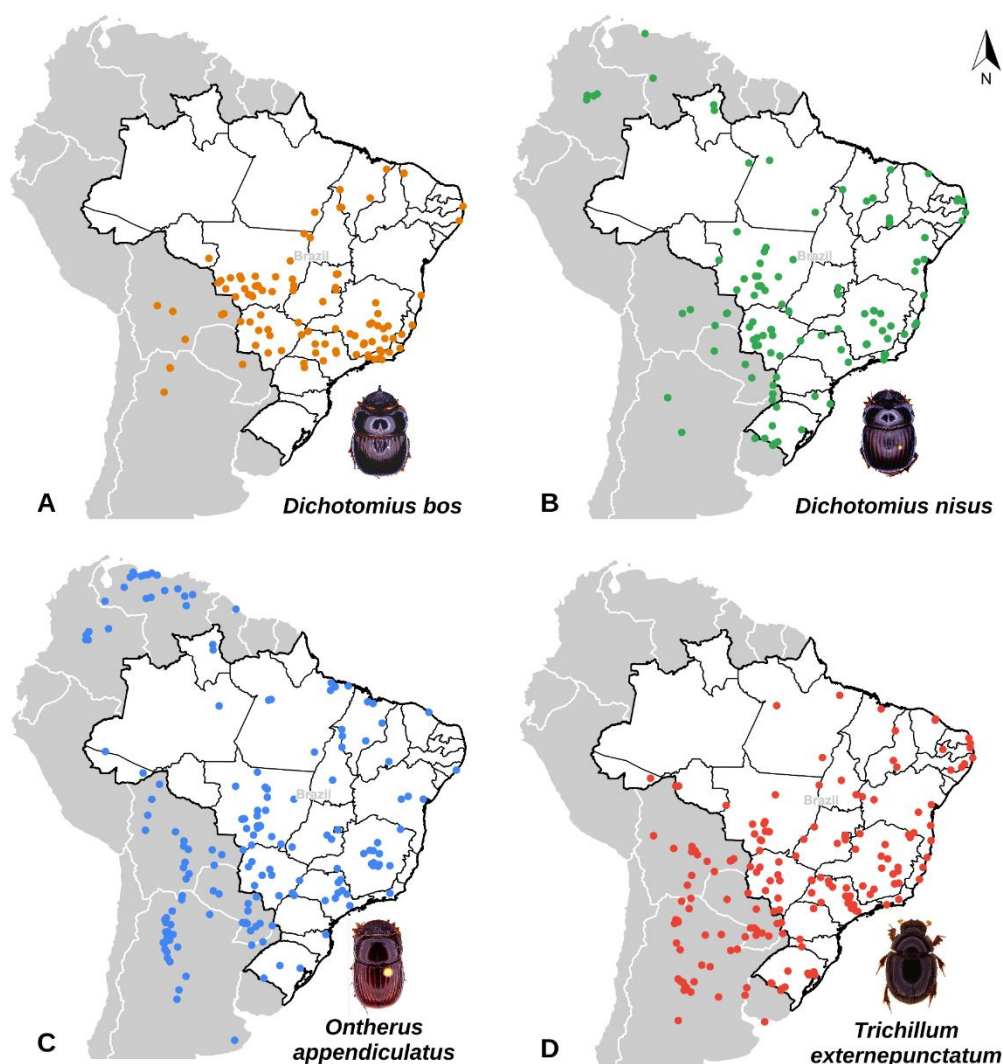 N
Brazil
Brazil
A
Dichotomius bos
B
Dichotomius nisus
Brazil
Brazil
C
Ontherus
appendiculatus
D
Trichillum
externepunctatum